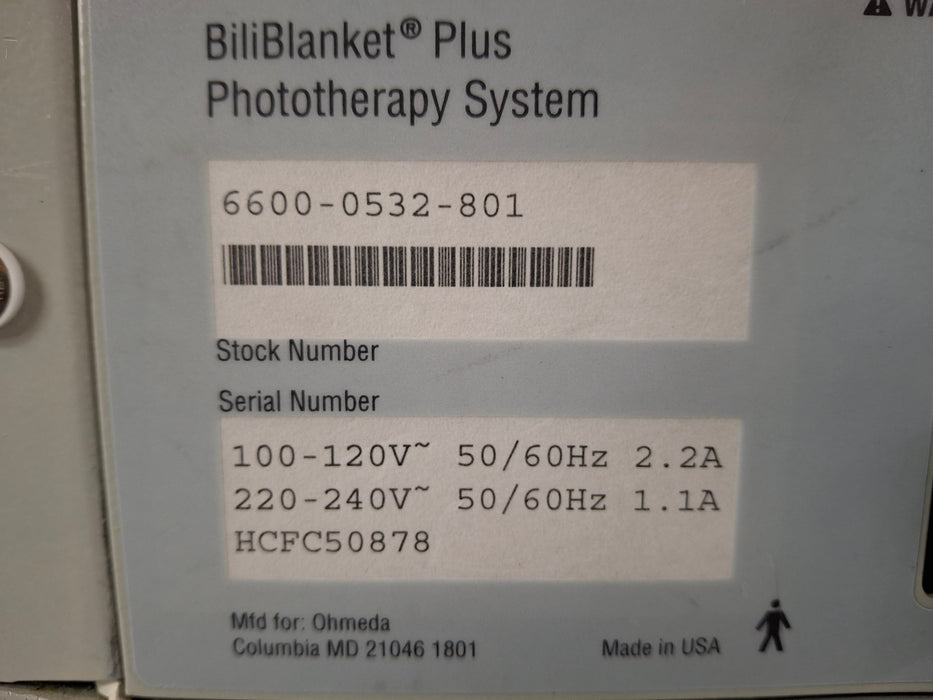 BiliBlanket® Plus
Phototherapy System
6600-0532-801
Stock Number
Serial Number
100-120V~ 50/60Hz 2.2A
220-240V~ 50/60Hz 1.1A
HCFC50878
Mfd for: Ohmeda
Columbia MD 21046 1801
Made in USA